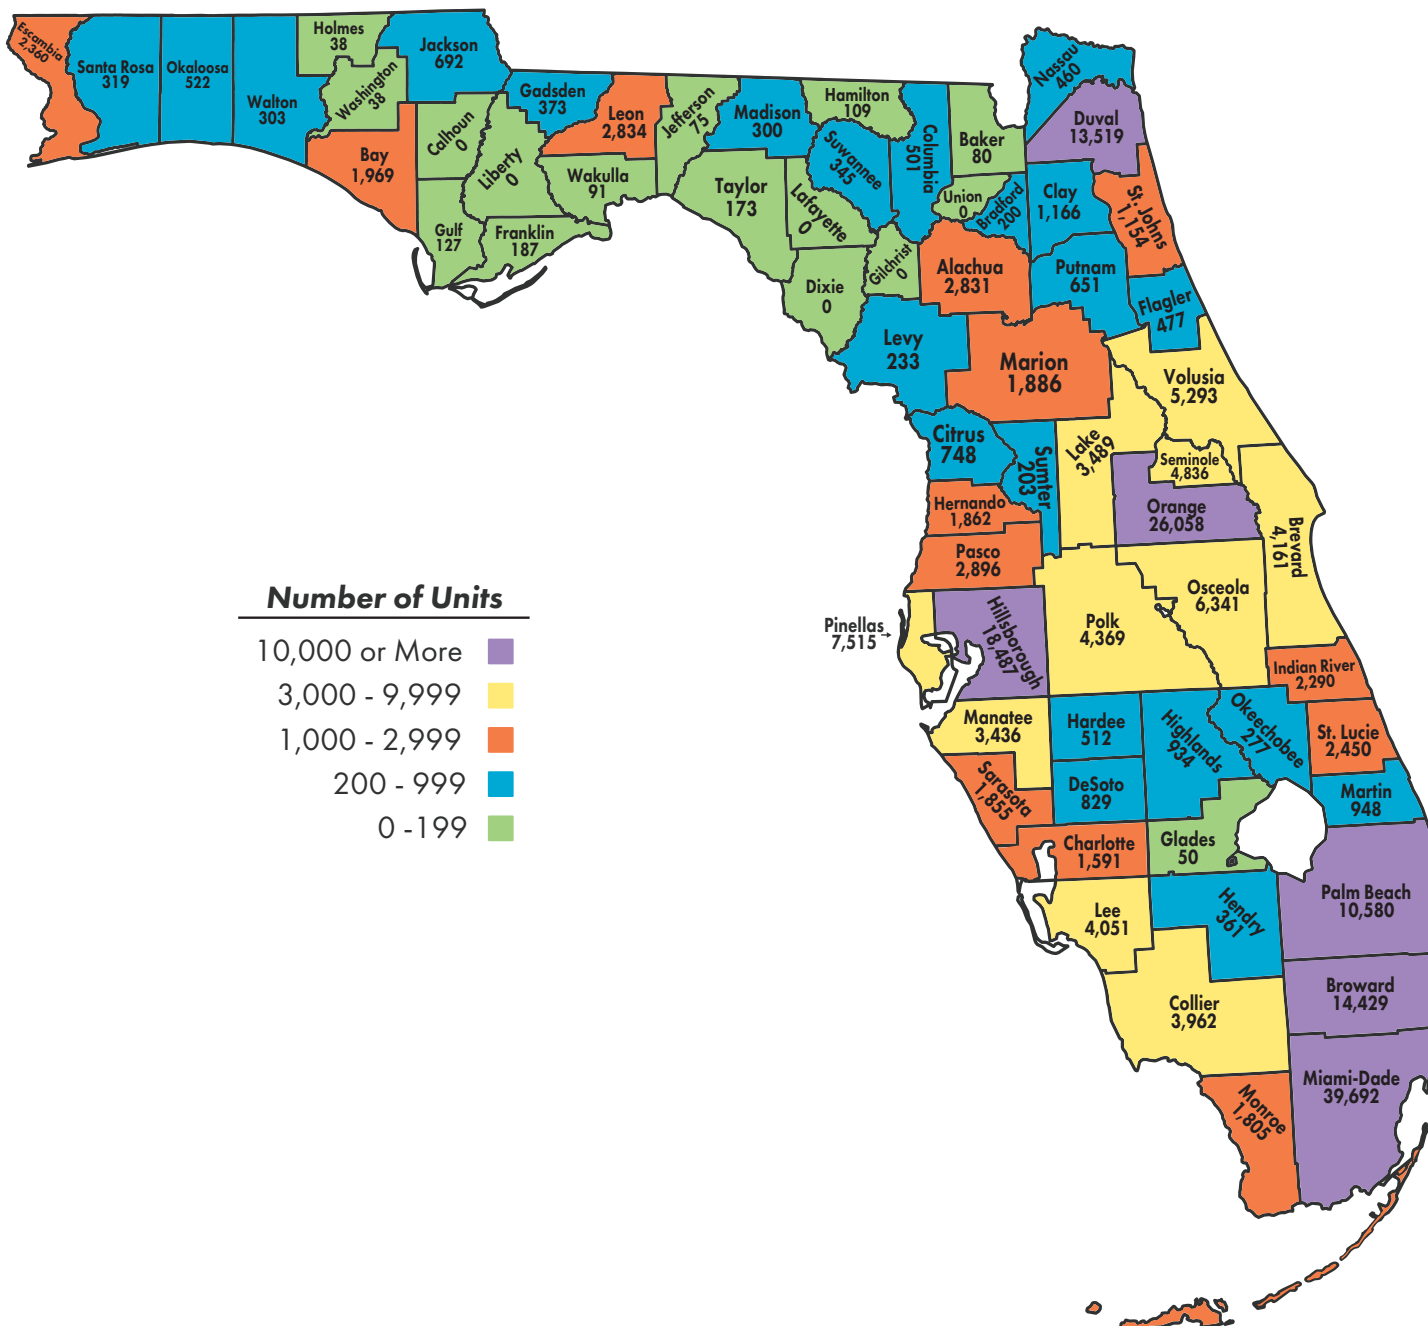 Escambia
2,360
Santa Rosa
319
Okaloosa
522
Walton
303
Holmes
38
Washington
38
Jackson
692
Bay
1,969
Calhoun
0
Gulf
127
Liberty
0
Gadsden
373
Franklin
187
Leon
2,834
Wakulla
91
Jefferson
75
Madison
300
Taylor
173
Hamilton
109
Suwannee
345
Lafayette
0
Dixie
0
Columbia
501
Gilchrist
0
Baker
80
Union
0
Bradford
200
Nassau
460
Duval
13,519
Clay
1,166
St. Johns
1,154
Alachua
2,831
Putnam
651
Flagler
477
Levy
233
Marion
1,886
Volusia
5,293
Citrus
748
Sumter
203
Lake
3,489
Seminole
4,836
Orange
26,058
Brevard
4,161
Hernando
1,862
Pasco
2,896
Osceola
6,341
Pinellas
7,515
Hillsborough
18,487
Polk
4,369
Indian River
2,290
Manatee
3,436
Hardee
512
Highlands
934
Okeechobee
277
St. Lucie
2,450
Sarasota
1,855
DeSoto
829
Martin
948
Charlotte
1,591
Glades
50
Palm Beach
10,580
Lee
4,051
Hendry
361
Collier
3,962
Broward
14,429
Miami-Dade
39,692
Monroe
1,805
Number of Units
10,000 or More
3,000 - 9,999
1,000 - 2,999
200 - 999
0 -199